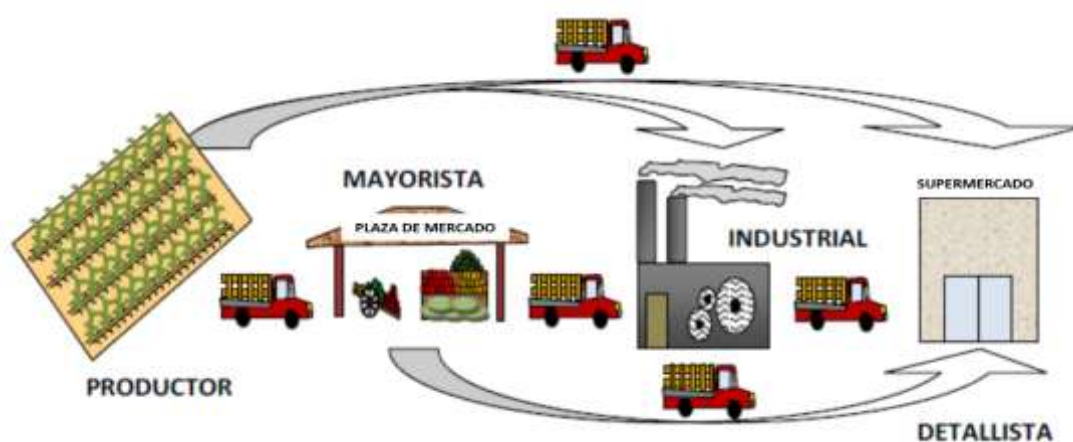 MAYORISTA
PLAZA DE MERCADO
SUPERMERCADO
INDUSTRIAL
PRODUCTOR
DETALLISTA